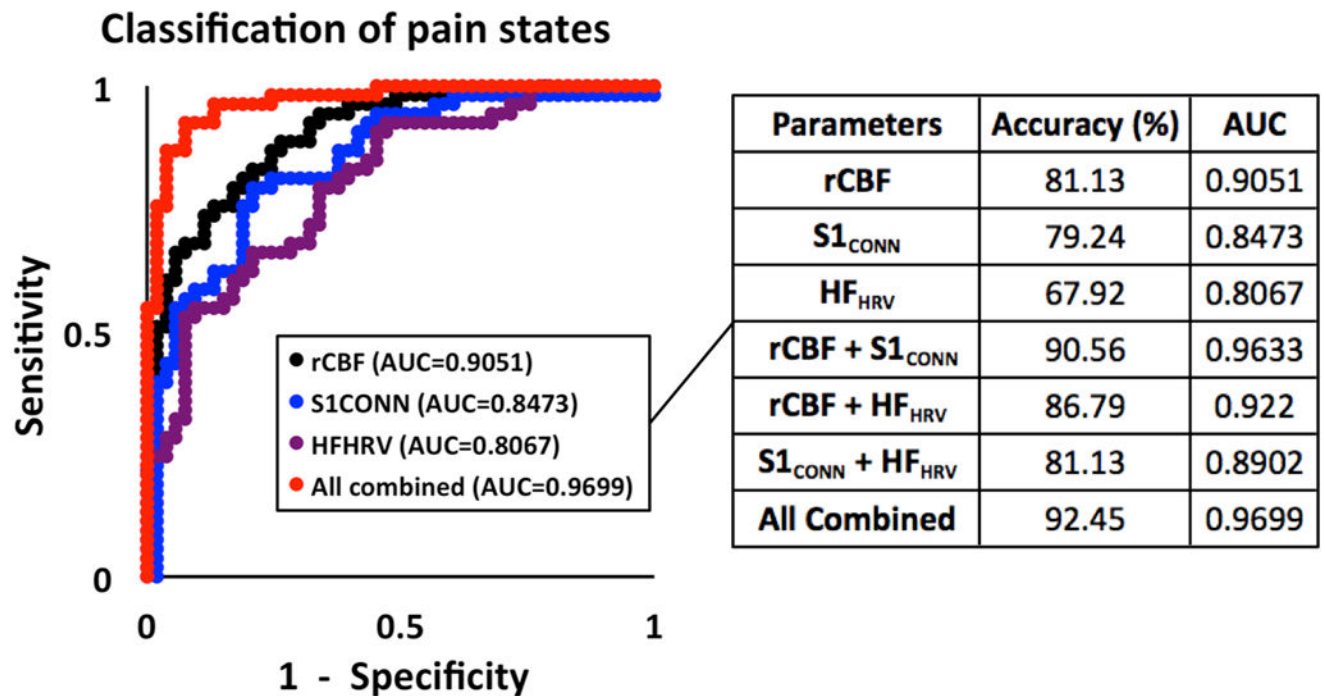 Classification of pain states
1
0.5
0
Sensitivity
0
0.5
1
1 - Specificity
rCBF (AUC=0.9051)
S1CONN (AUC=0.8473)
HFHRV (AUC=0.8067)
All combined (AUC=0.9699)
Parameters Accuracy (%) AUC
rCBF 81.13 0.9051
S1CONN 79.24 0.8473
HFHRV 67.92 0.8067
rCBF + S1CONN 90.56 0.9633
rCBF + HFHRV 86.79 0.922
S1CONN + HFHRV 81.13 0.8902
All Combined 92.45 0.9699